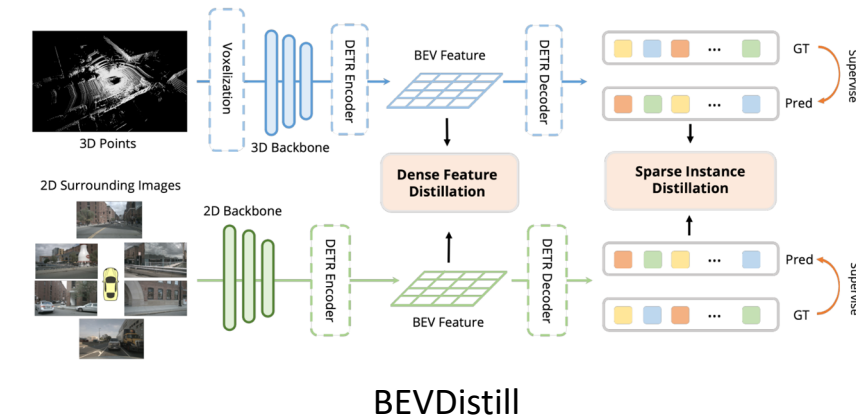 3D Points
Voxelization
3D Backbone
DETR Encoder
BEV Feature
DETR Decoder
...
GT
Supervise
...
Pred
Dense Feature
Distillation
Sparse Instance
Distillation
2D Surrounding Images
2D Backbone
DETR Encoder
BEV Feature
DETR Decoder
...
Pred
Supervise
...
GT
BEVDistill